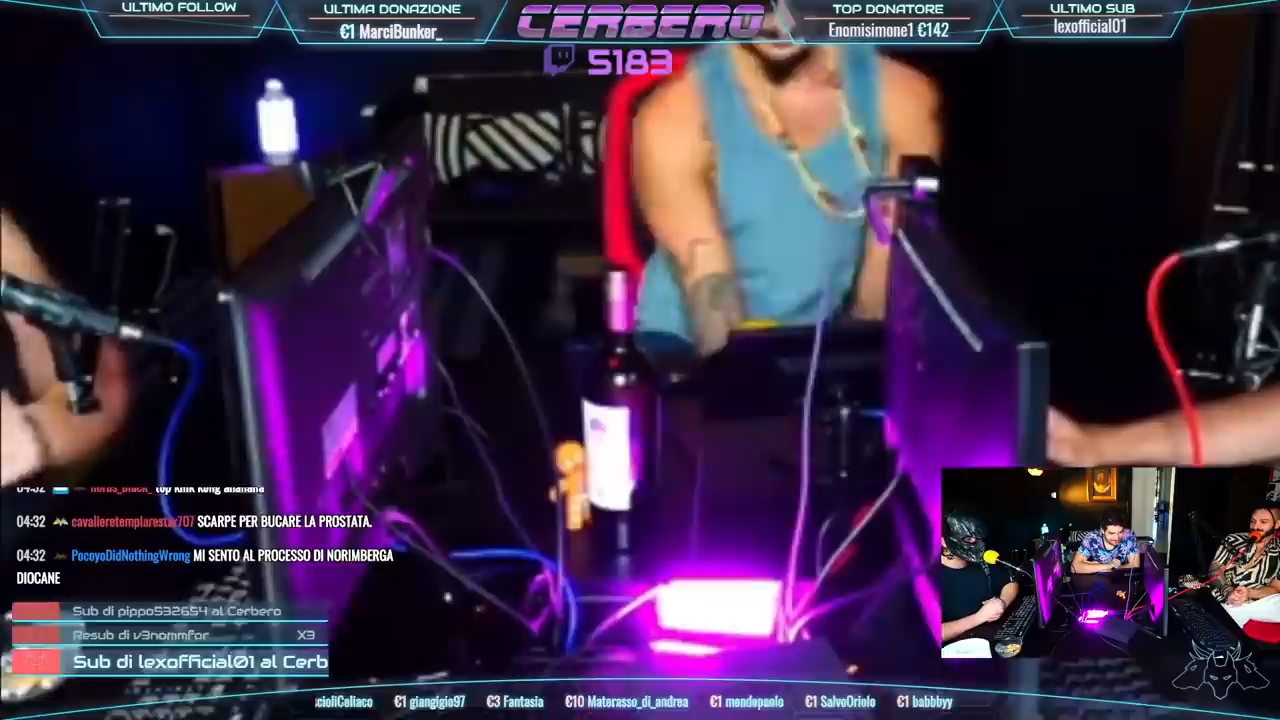 ULTIMO FOLLOW
ULTIMA DONAZIONE
€1 MarciBunker_
CERBERO
5183
TOP DONATORE
Enomisimone1 €142
ULTIMO SUB
lexofficial01
04:32 cavalieretemplarestar707 SCARPE PER BUCARE LA PROSTATA.
04:32 PocoyoDidNothingWrong MI SENTO AL PROCESSO DI NORIMBERGA
DIOCANE
Sub di pippo532654 al Cerbero
Resub di v3nommfor X3
Sub di lexofficial01 al Cerb
cioliCeliaco €1 giangigio97 €3 Fantasia €10 Materasso_di_andrea €1 mendopaolo €1 SalvoOriolo €1 babbbyy